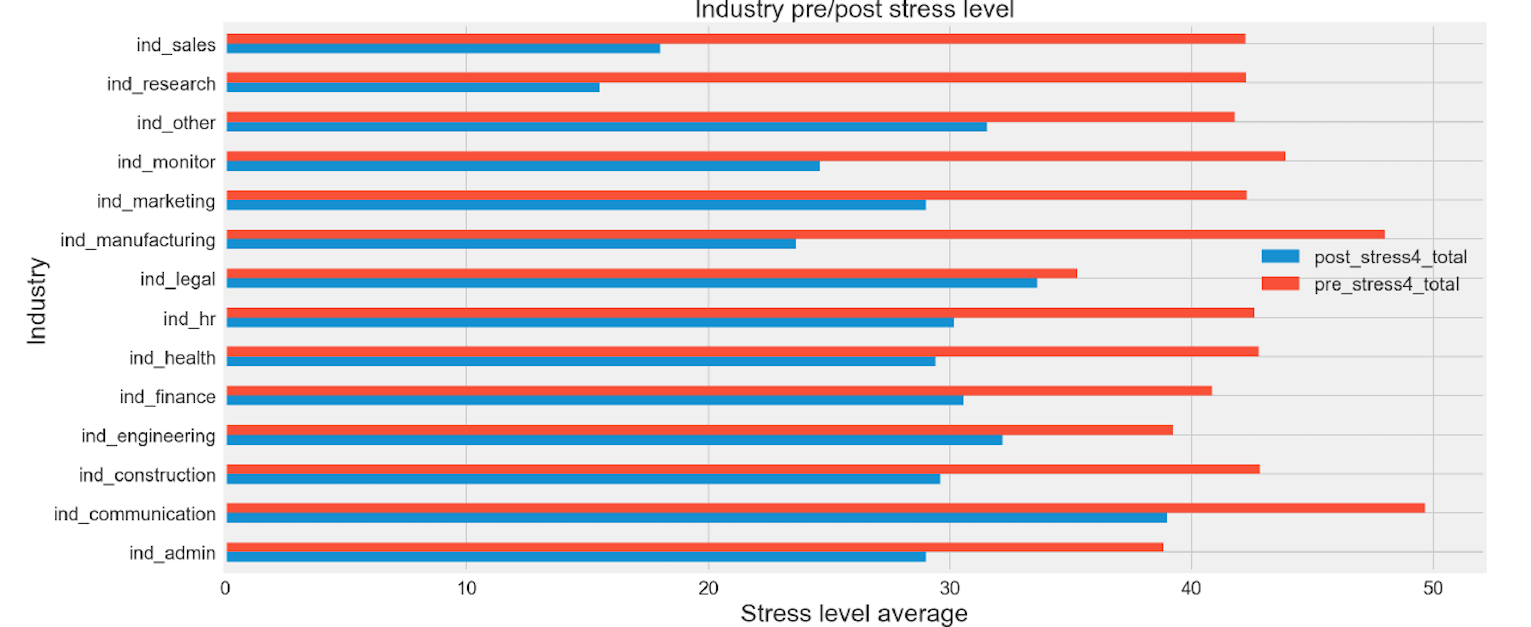 Industry pre/post stress level
ind_sales
ind_research
ind_other
ind_monitor
ind_marketing
ind_manufacturing
ind_legal
ind_hr
ind_health
ind_finance
ind_engineering
ind_construction
ind_communication
ind_admin
Industry
post_stress4_total
pre_stress4_total
0 10 20 30 40 50
Stress level average